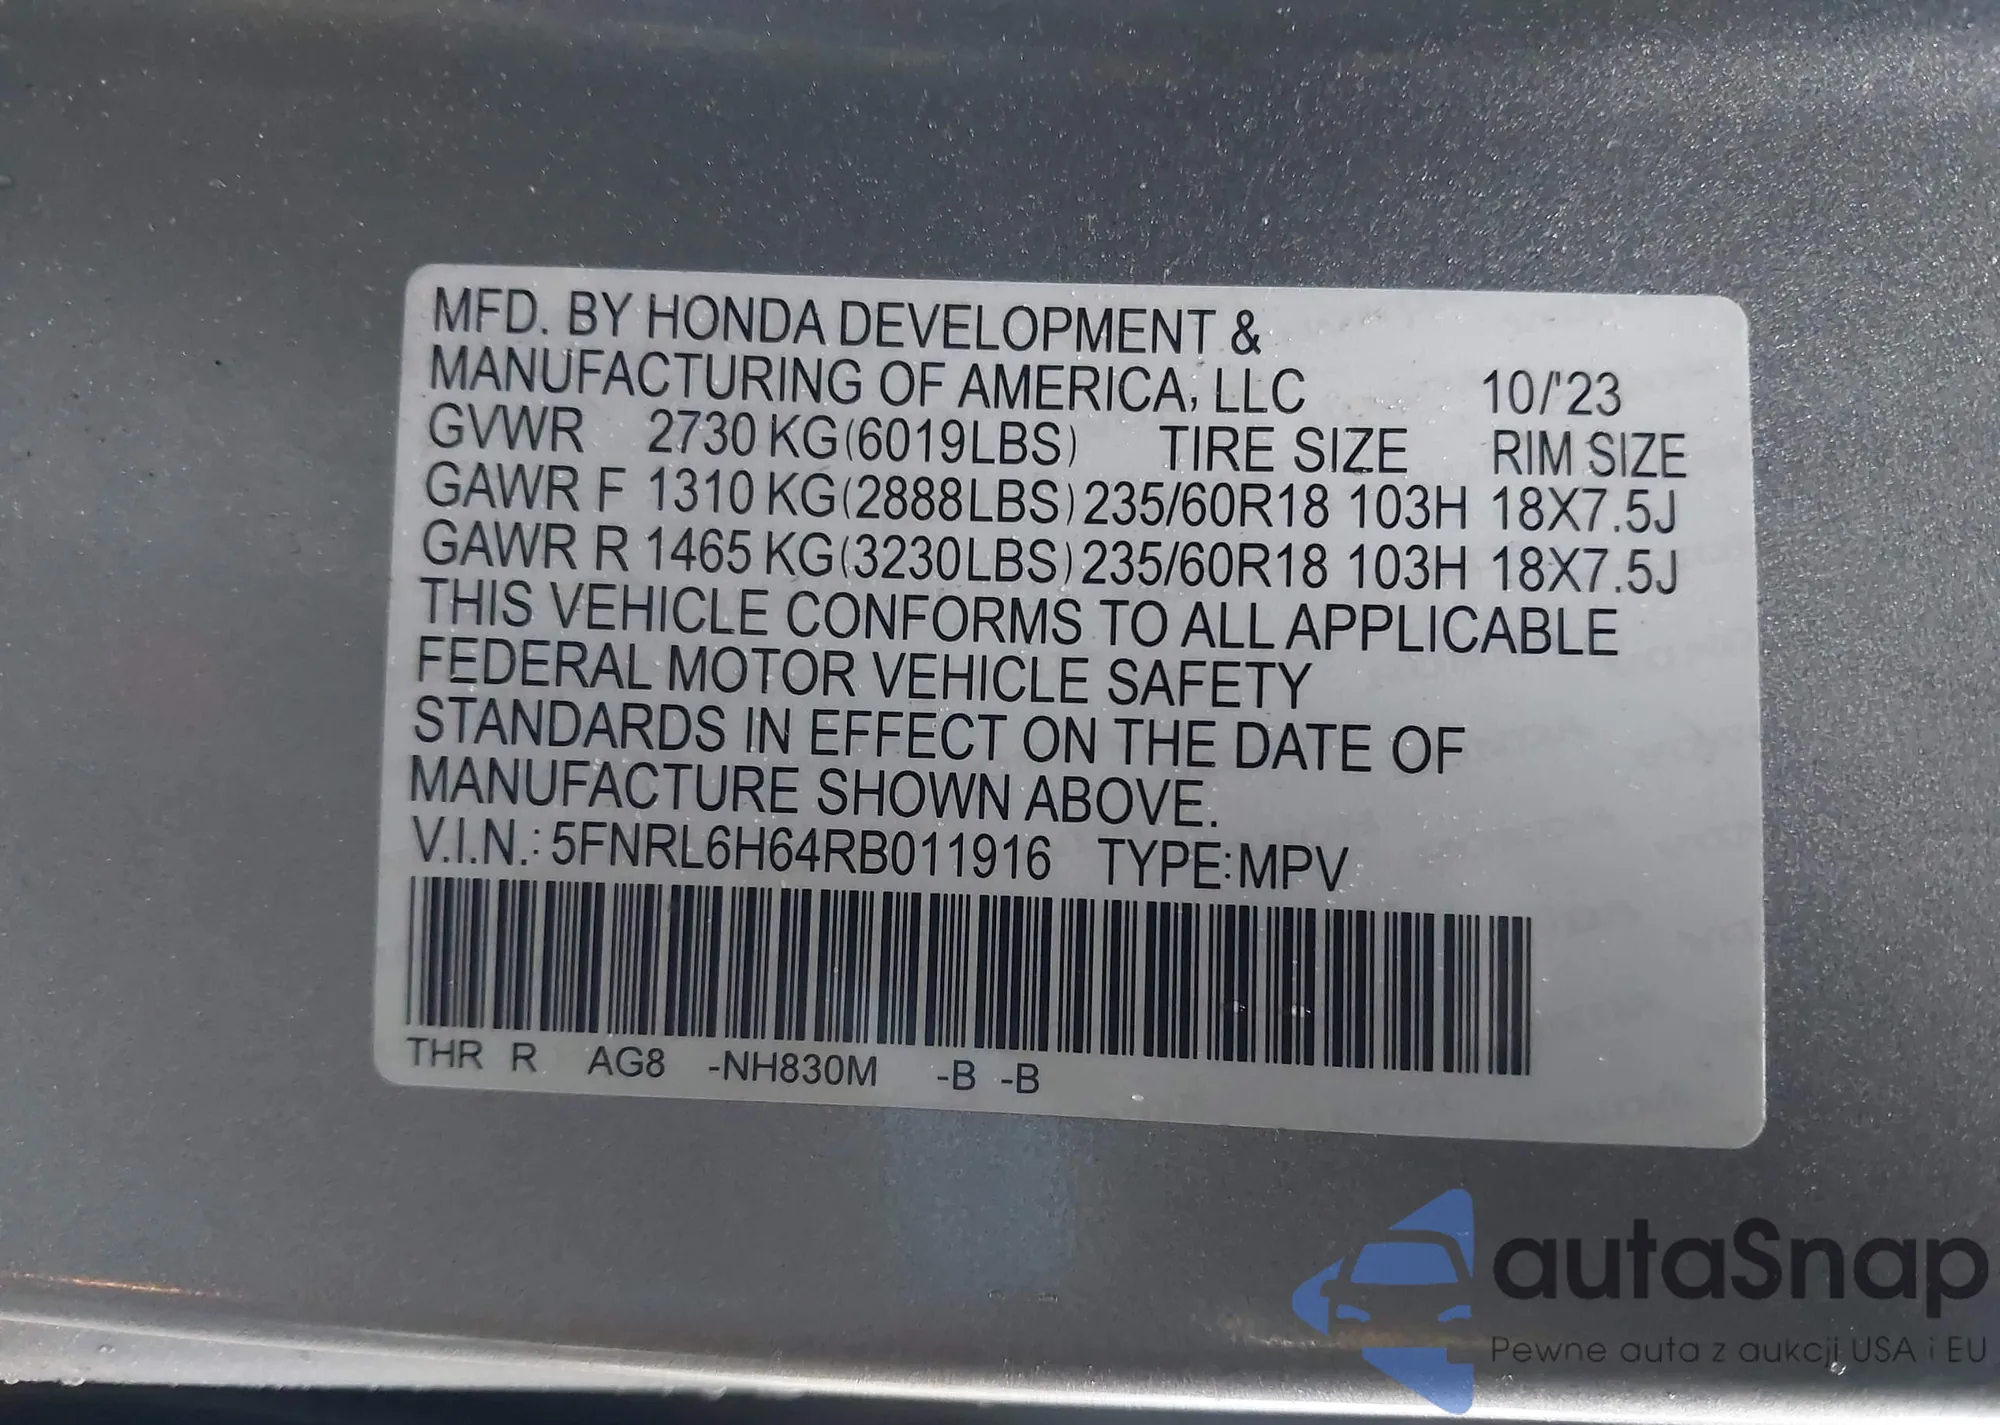 MFD. BY HONDA DEVELOPMENT &
MANUFACTURING OF AMERICA, LLC 10/'23
GVWR 2730 KG(6019LBS) TIRE SIZE RIM SIZE
GAWR F 1310 KG(2888LBS) 235/60R18 103H 18X7.5J
GAWR R 1465 KG(3230LBS) 235/60R18 103H 18X7.5J
THIS VEHICLE CONFORMS TO ALL APPLICABLE
FEDERAL MOTOR VEHICLE SAFETY
STANDARDS IN EFFECT ON THE DATE OF
MANUFACTURE SHOWN ABOVE.
V.I.N.: 5FNRL6H64RB011916 TYPE:MPV
THR R AG8 -NH830M -B -B
autaSnap
Pewne auta z aukcji USA i EU